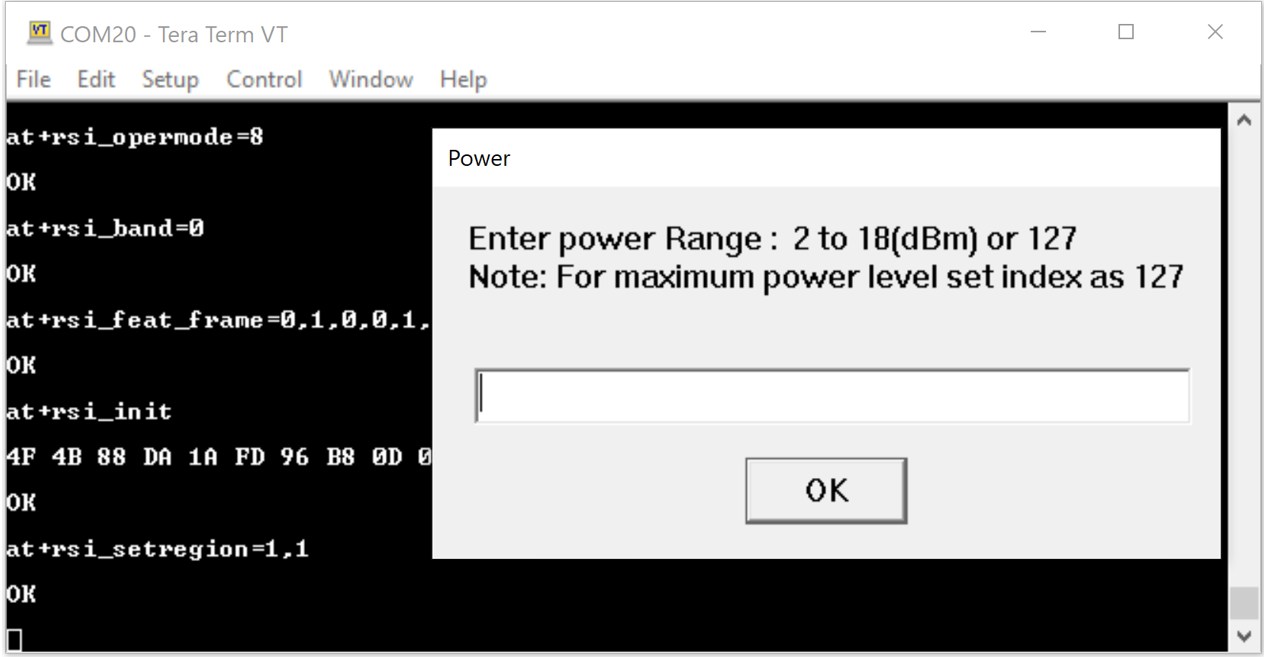 VT COM20 - Tera Term VT
File Edit Setup Control Window Help
at+rsi_opermode=8
OK
at+rsi_band=0
OK
at+rsi_feat_frame=0,1,0,0,1,
OK
at+rsi_init
4F 4B 88 DA 1A FD 96 B8 0D 0
OK
at+rsi_setregion=1,1
OK
Power
Enter power Range : 2 to 18(dBm) or 127
Note: For maximum power level set index as 127
OK